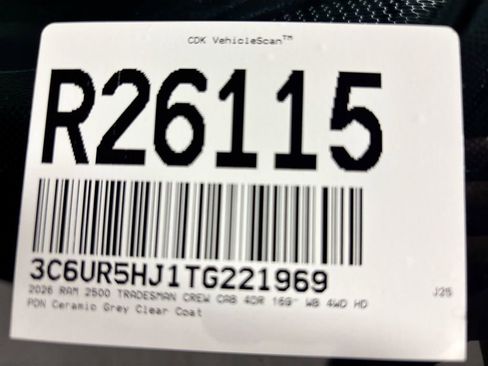 CDK VehicleScan™
R26115
3C6UR5HJ1TG221969
2026 RAM 2500 TRADESMAN CREW CAB 4DR 169" WB 4WD HD
PDN Ceramic Grey Clear Coat
J25